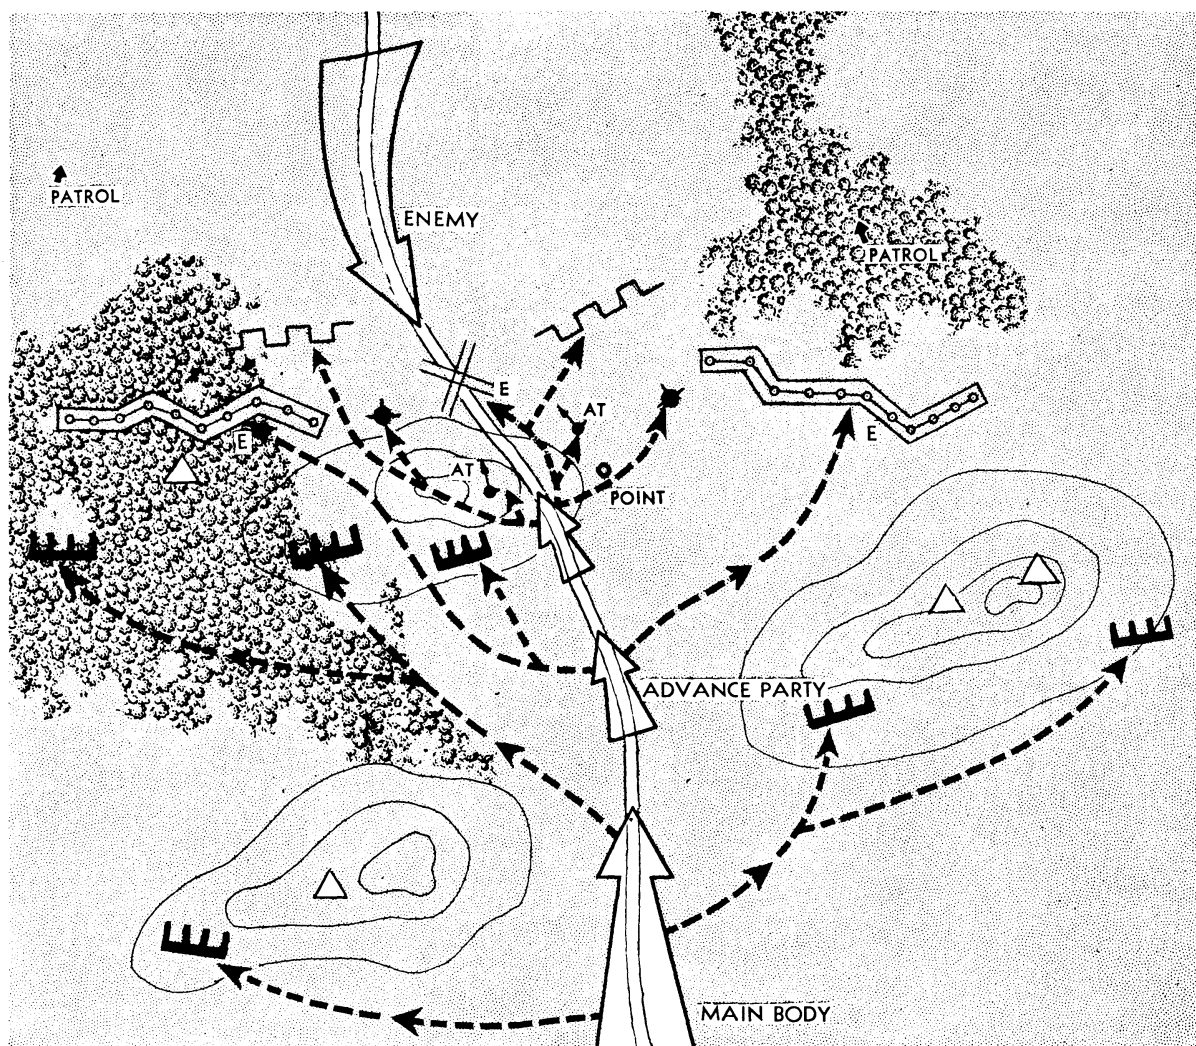 PATROL
ENEMY
PATROL
E
AT
E
E
AT
POINT
ADVANCE PARTY
MAIN BODY